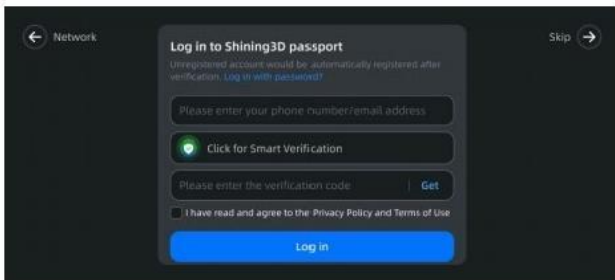 Network
Skip
Log in to Shining3D passport
Unregistered account would be automatically registered after
verification. Log in with password?
Please enter your phone number/email address
Click for Smart Verification
Please enter the verification code
Get
I have read and agree to the Privacy Policy and Terms of Use
Log in